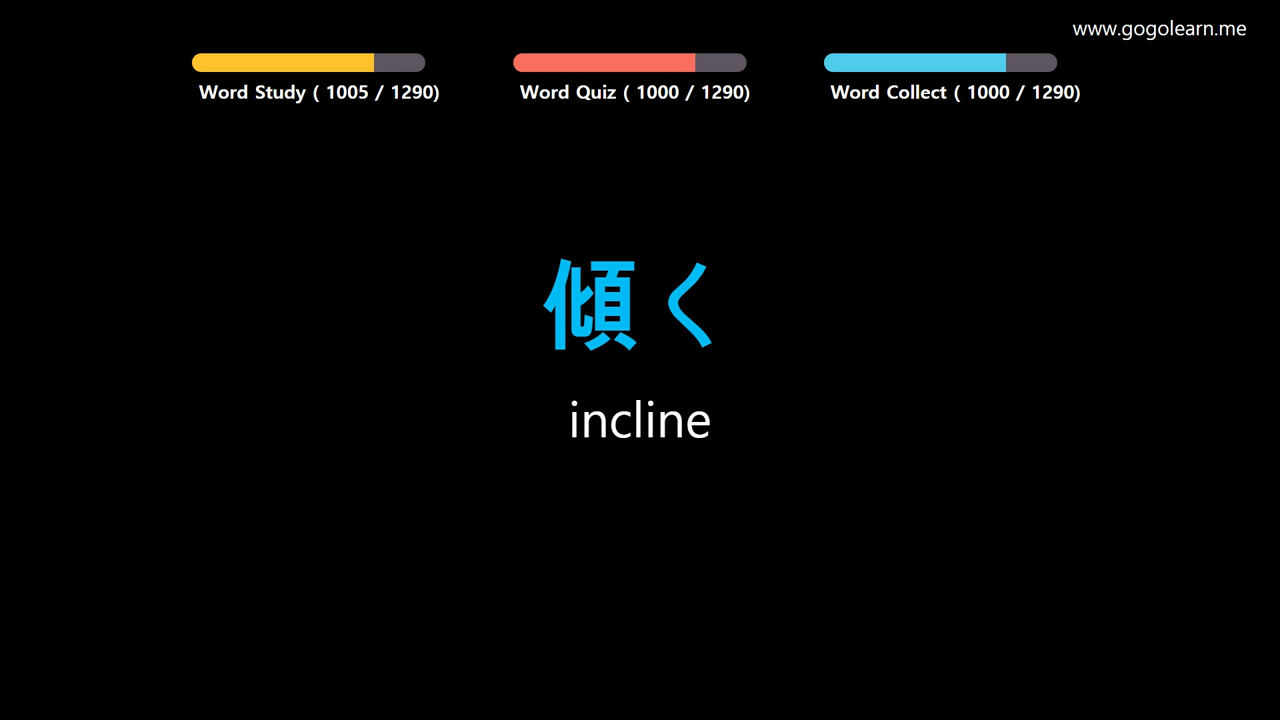 www.gogolearn.me
Word Study ( 1005 / 1290)
Word Quiz ( 1000 / 1290)
Word Collect ( 1000 / 1290)
傾く
incline